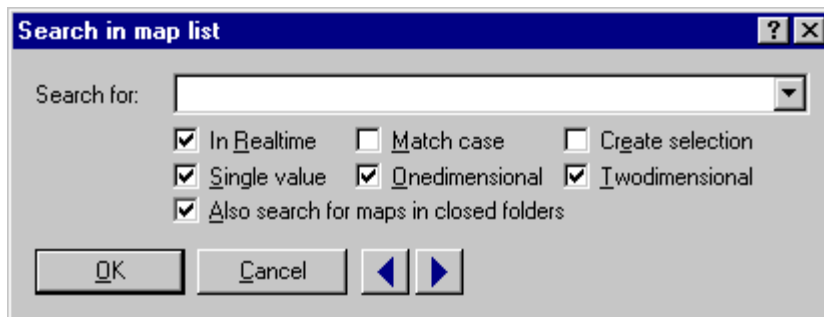 Search in map list
Search for:
In Realtime Match case Create selection
Single value Onedimensional Twodimensional
Also search for maps in closed folders
OK Cancel